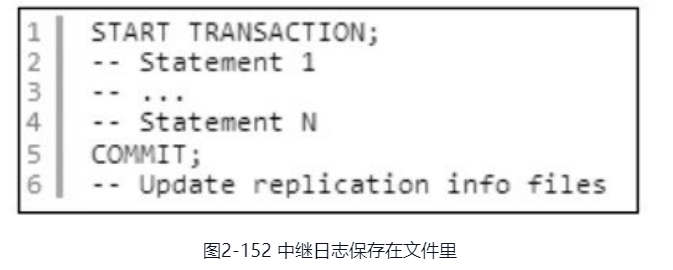 1 START TRANSACTION;
2 -- Statement 1
3 -- ...
4 -- Statement N
5 COMMIT;
6 -- Update replication info files
图2-152 中继日志保存在文件里